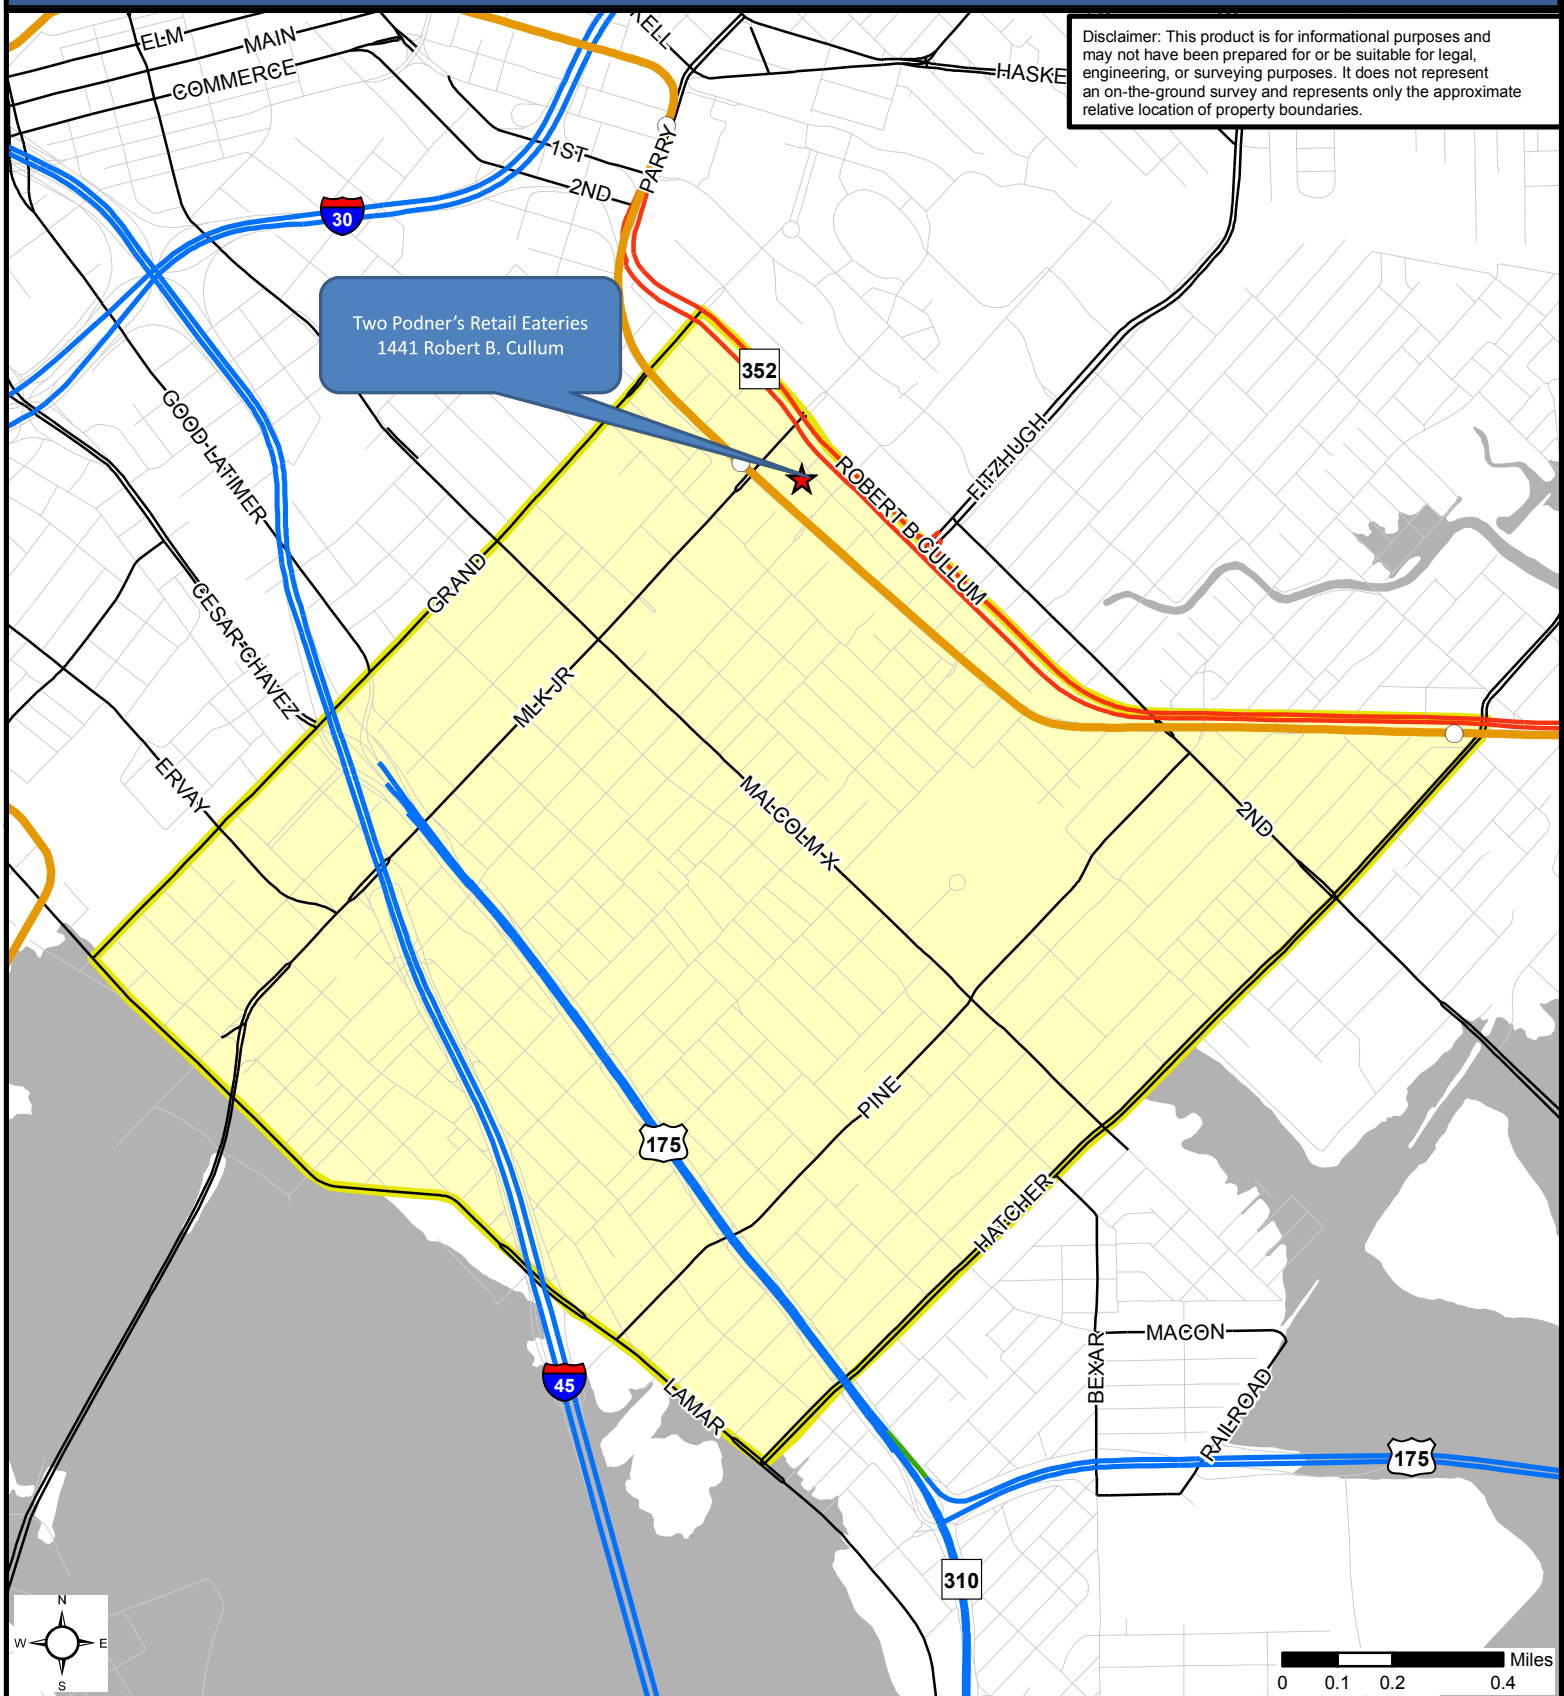 ELM
MAIN
COMMERCE
HASKE
Disclaimer: This product is for informational purposes and
may not have been prepared for or be suitable for legal,
engineering, or surveying purposes. It does not represent
an on-the-ground survey and represents only the approximate
relative location of property boundaries.
1ST
2ND
PARRY
30
Two Podner's Retail Eateries
1441 Robert B. Cullum
352
GOOD-LATIMER
FITZHUGH
ROBERT B CULLUM
GRAND
CESAR CHAVEZ
MLK JR
ERVAY
MALCOLM X
2ND
PINE
175
HATCHER
MACON
BEXAR
RAILROAD
45
LAMAR
175
310
N
W E
S
Miles
0 0.1 0.2 0.4